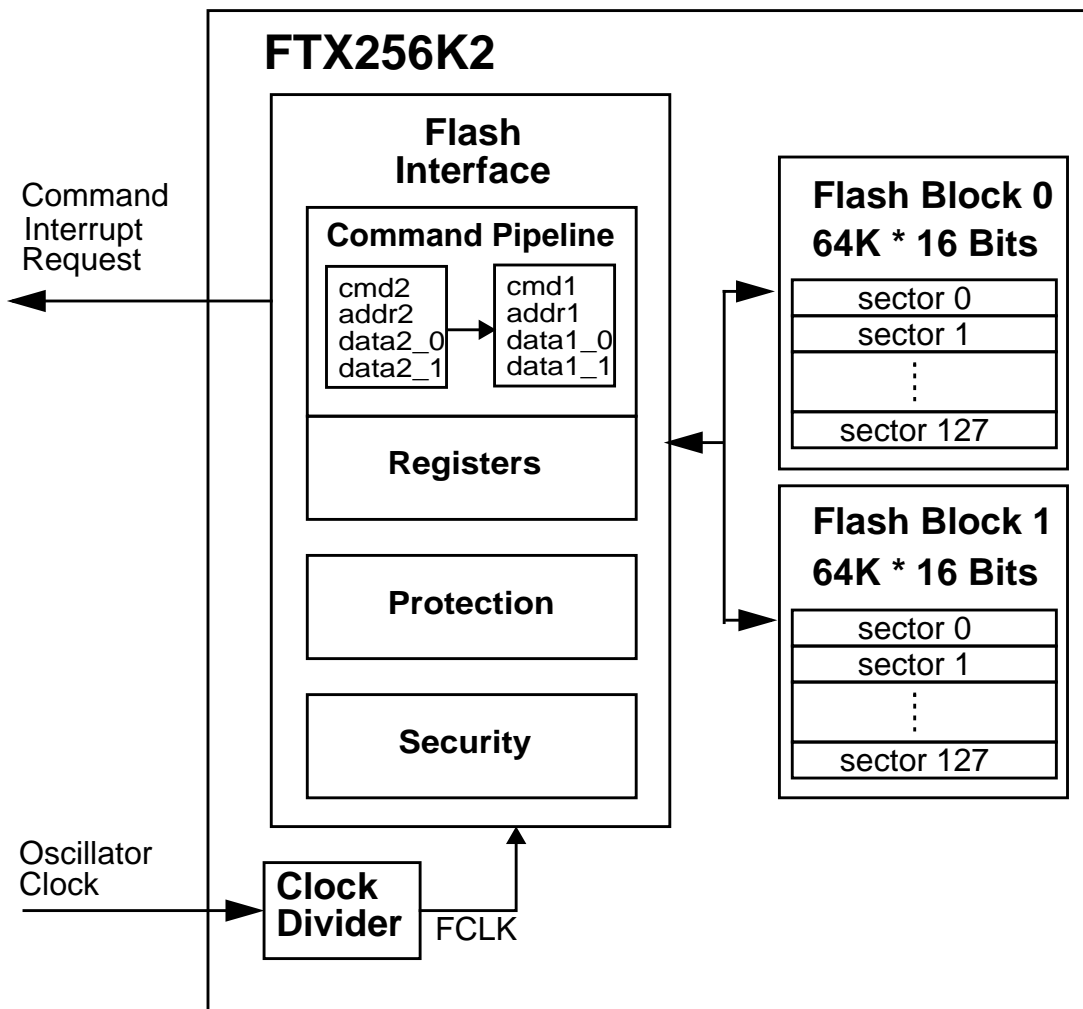 FTX256K2
Flash
Interface
Command
Interrupt
Request
Command Pipeline
cmd2
addr2
data2_0
data2_1
cmd1
addr1
data1_0
data1_1
Registers
Protection
Security
Flash Block 0
64K * 16 Bits
sector 0
sector 1
sector 127
Flash Block 1
64K * 16 Bits
sector 0
sector 1
sector 127
Oscillator
Clock
Clock
Divider
FCLK